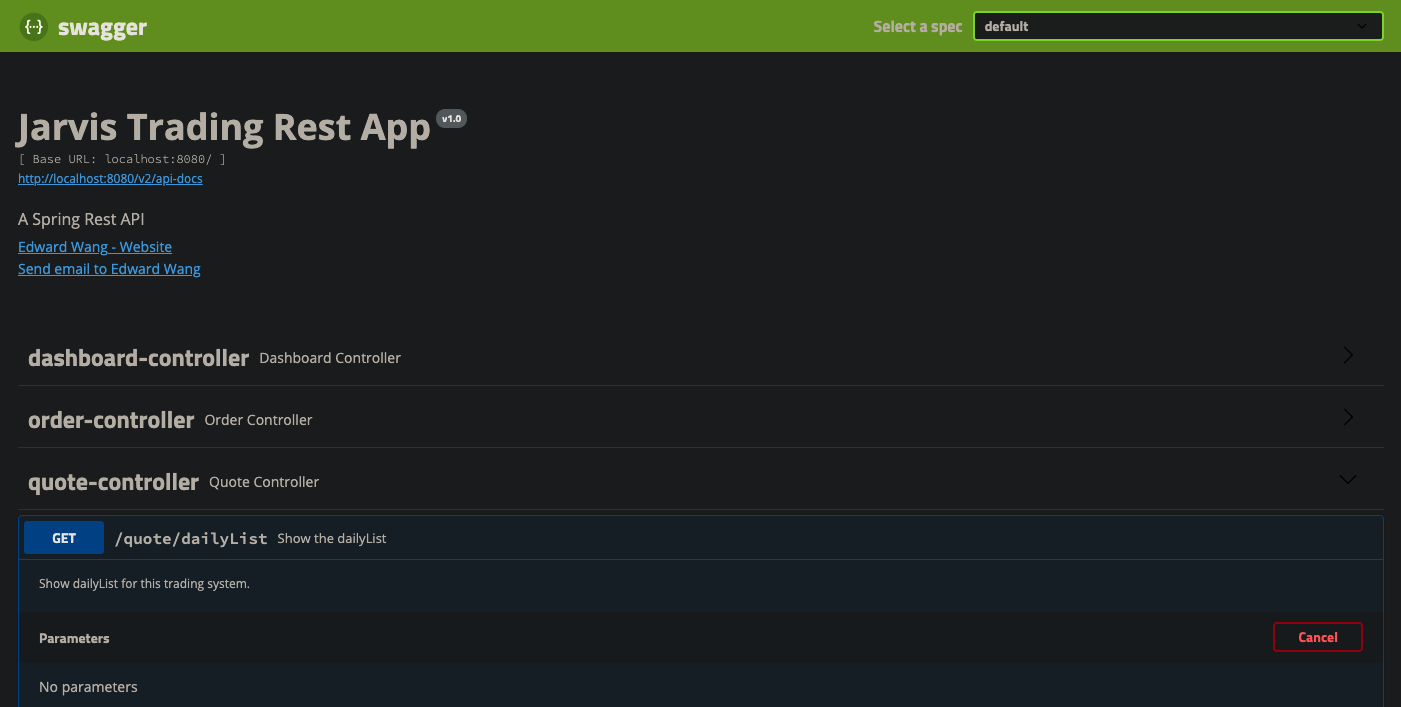 {··} swagger
Select a spec default
Jarvis Trading Rest App v1.0
[ Base URL: localhost:8080/ ]
http://localhost:8080/v2/api-docs
A Spring Rest API
Edward Wang - Website
Send email to Edward Wang
dashboard-controller Dashboard Controller
order-controller Order Controller
quote-controller Quote Controller
GET /quote/dailyList Show the dailyList
Show dailyList for this trading system.
Parameters Cancel
No parameters